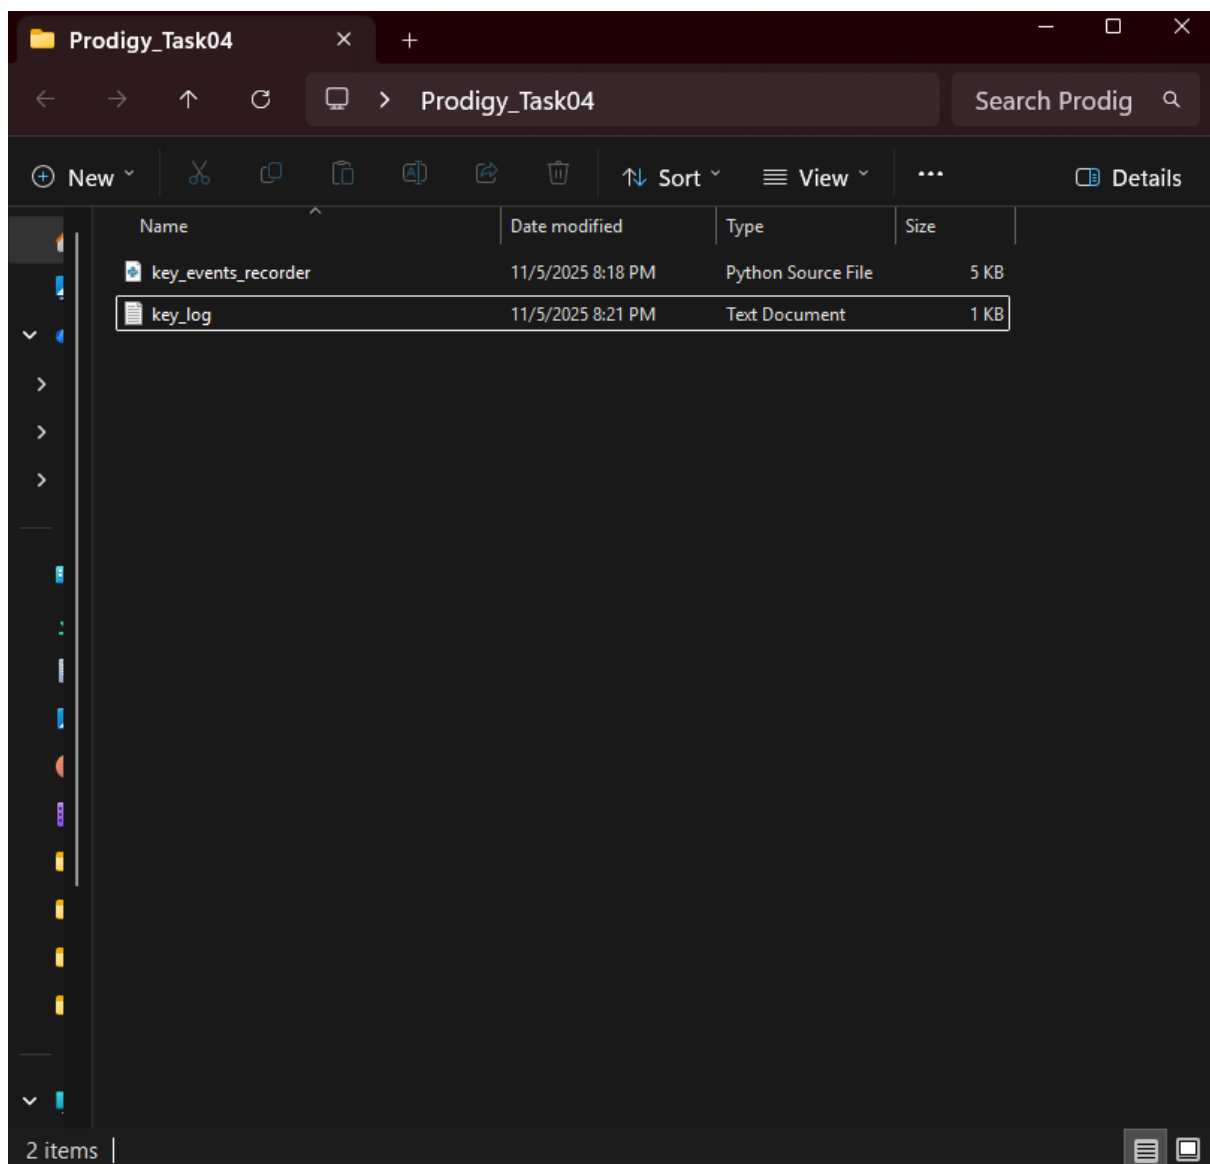 Prodigy_Task04
Prodigy_Task04 Search Prodig
New Sort View ... Details
Name Date modified Type Size
key_events_recorder 11/5/2025 8:18 PM Python Source File 5 KB
key_log 11/5/2025 8:21 PM Text Document 1 KB
2 items